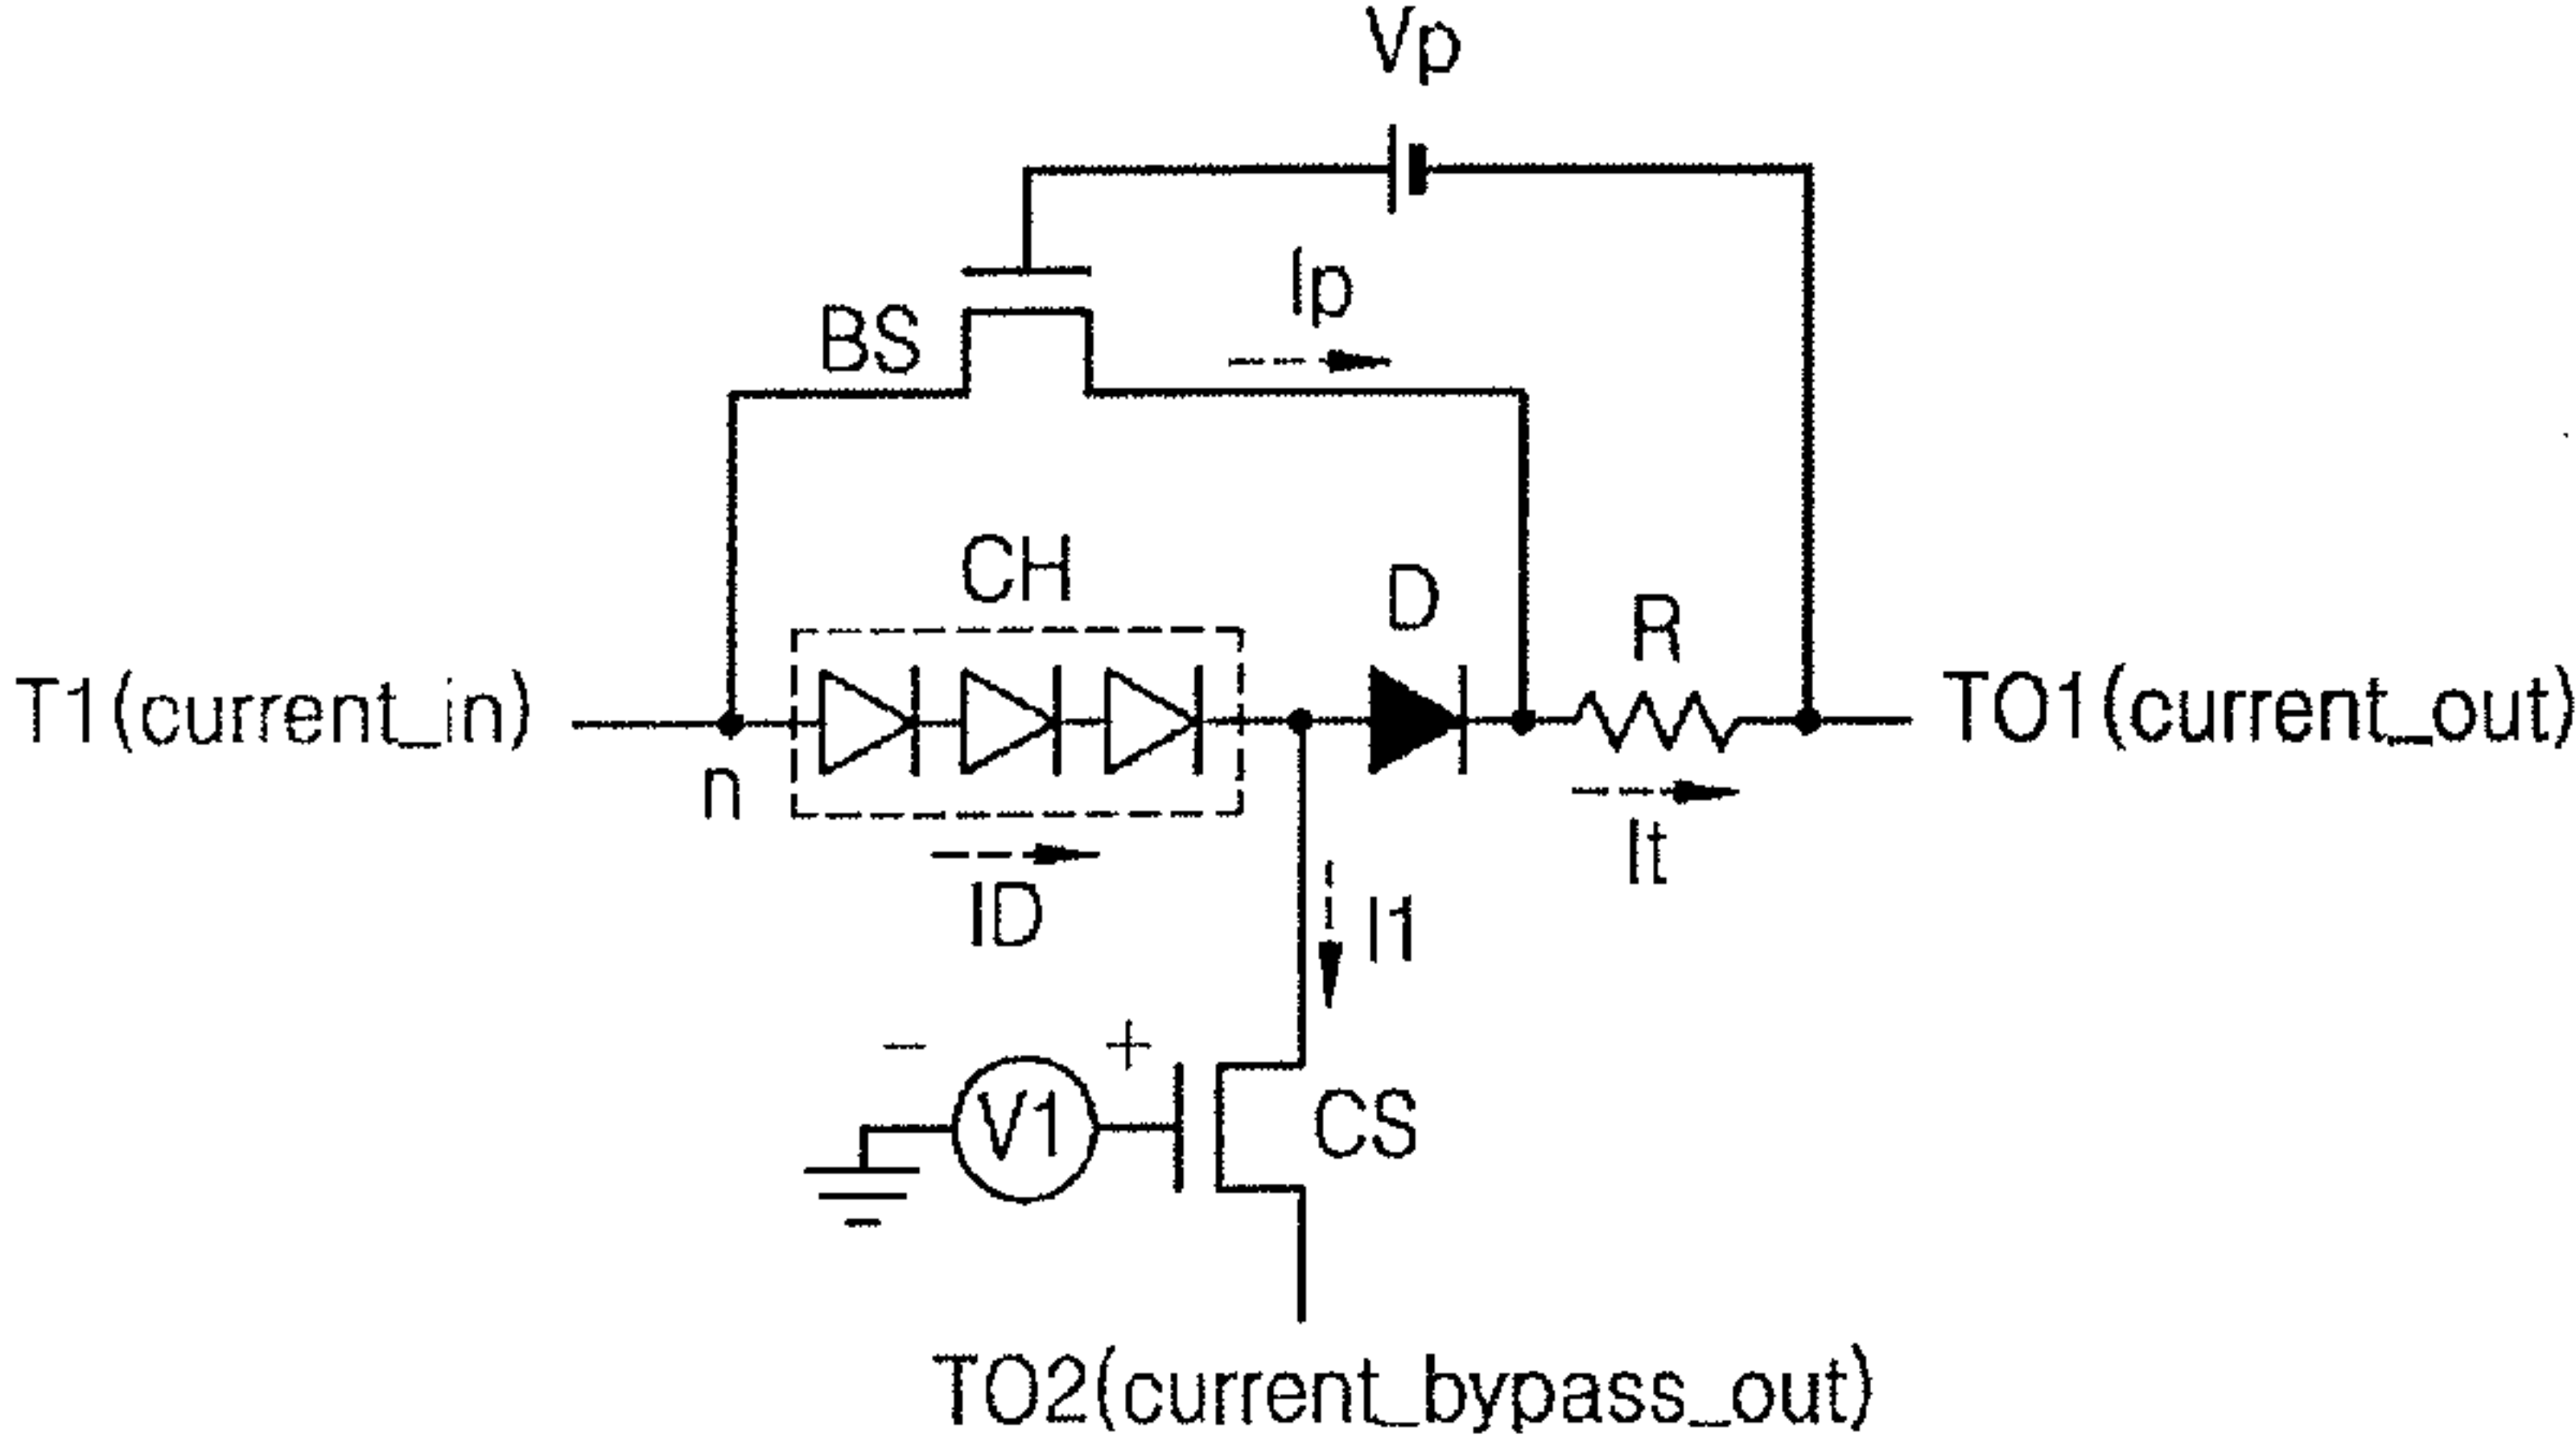 Vp
Ip
BS
CH
D
R
T1(current_in)
TO1(current_out)
n
It
ID
I1
- +
V1
CS
TO2(current_bypass_out)